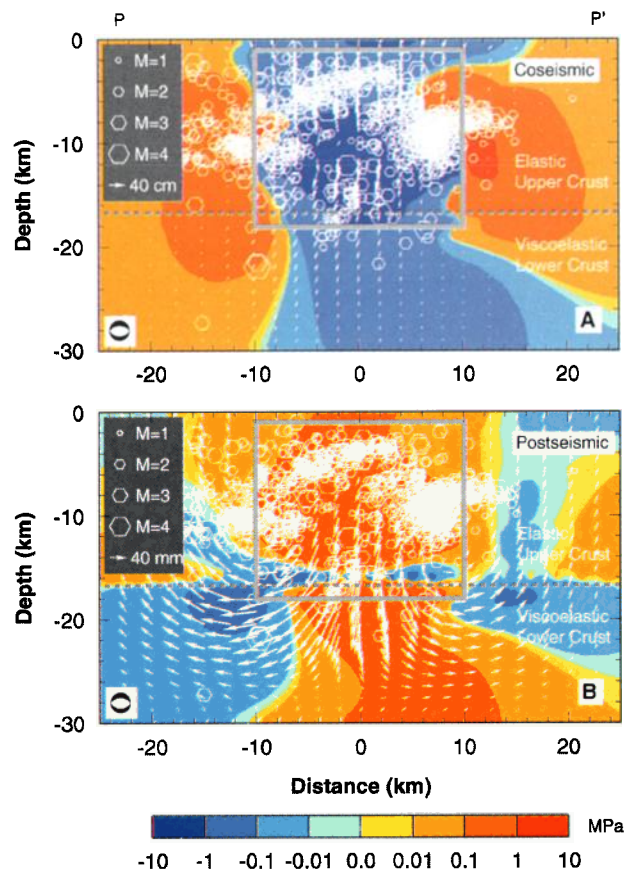 P P'
0
-10
-20
-30
Depth (km)
M=1
M=2
M=3
M=4
40 cm
Coseismic
Elastic
Upper Crust
Viscoelastic
Lower Crust
A
-20 -10 0 10 20
0
-10
-20
-30
Depth (km)
M=1
M=2
M=3
M=4
40 mm
Postseismic
Elastic
Upper Crust
Viscoelastic
Lower Crust
B
-20 -10 0 10 20
Distance (km)
MPa
-10 -1 -0.1 -0.01 0.0 0.01 0.1 1 10